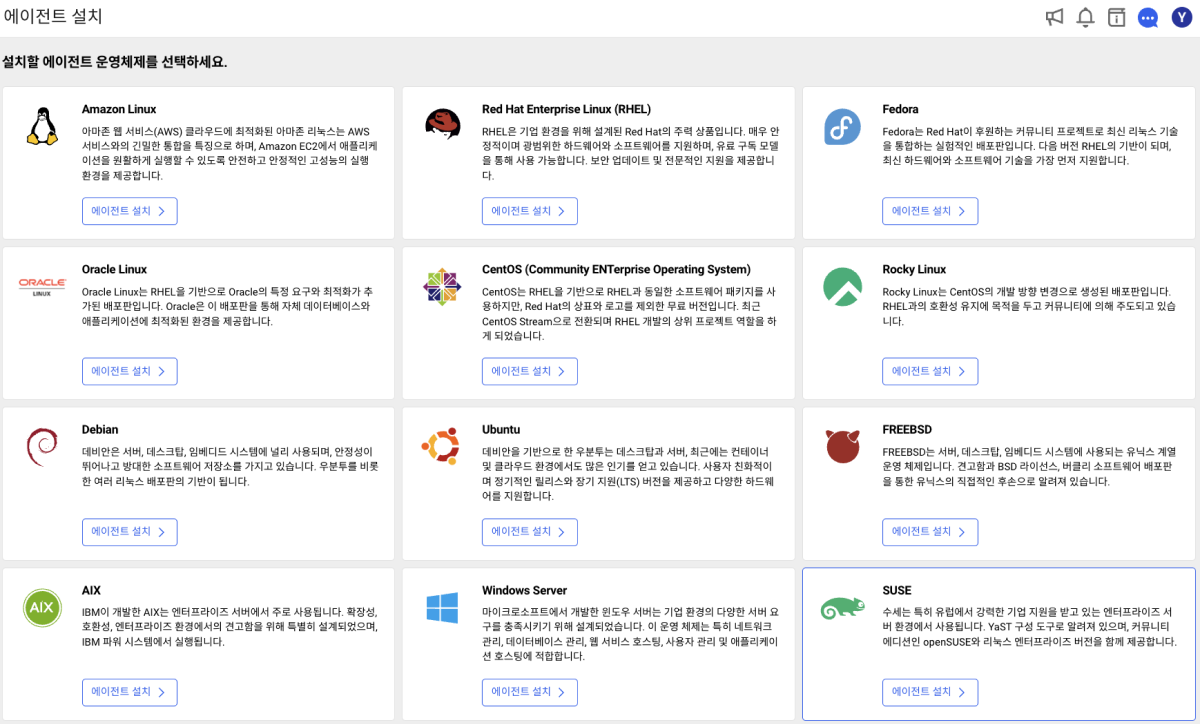 에이전트 설치
Y
설치할 에이전트 운영체제를 선택하세요.
Amazon Linux
아마존 웹 서비스(AWS) 클라우드에 최적화된 아마존 리눅스는 AWS
서비스와의 긴밀한 통합을 특징으로 하며, Amazon EC2에서 애플리케
이션을 원활하게 실행할 수 있도록 안전하고 안정적인 고성능의 실행
환경을 제공합니다.
에이전트 설치
Red Hat Enterprise Linux (RHEL)
RHEL은 기업 환경을 위해 설계된 Red Hat의 주력 상품입니다. 매우 안
정적이며 광범위한 하드웨어와 소프트웨어를 지원하며, 유료 구독 모델
을 통해 사용 가능합니다. 보안 업데이트 및 전문적인 지원을 제공합니
다.
에이전트 설치
Fedora
Fedora는 Red Hat이 후원하는 커뮤니티 프로젝트로 최신 리눅스 기술
을 통합하는 실험적인 배포판입니다. 다음 버전 RHEL의 기반이 되며,
최신 하드웨어와 소프트웨어 기술을 가장 먼저 지원합니다.
에이전트 설치
ORACLE
LINUX
Oracle Linux
Oracle Linux는 RHEL을 기반으로 Oracle의 특정 요구와 최적화가 추
가된 배포판입니다. Oracle은 이 배포판을 통해 자체 데이터베이스와
애플리케이션에 최적화된 환경을 제공합니다.
에이전트 설치
CentOS (Community ENTerprise Operating System)
CentOS는 RHEL을 기반으로 RHEL과 동일한 소프트웨어 패키지를 사
용하지만, Red Hat의 상표와 로고를 제외한 무료 버전입니다. 최근
CentOS Stream으로 전환되며 RHEL 개발의 상위 프로젝트 역할을 하
게 되었습니다.
에이전트 설치
Rocky Linux
Rocky Linux는 CentOS의 개발 방향 변경으로 생성된 배포판입니다.
RHEL과의 호환성 유지에 목적을 두고 커뮤니티에 의해 주도되고 있습
니다.
에이전트 설치
Debian
데비안은 서버, 데스크탑, 임베디드 시스템에 널리 사용되며, 안정성이
뛰어나고 방대한 소프트웨어 저장소를 가지고 있습니다. 우분투를 비롯
한 여러 리눅스 배포판의 기반이 됩니다.
에이전트 설치
Ubuntu
데비안을 기반으로 한 우분투는 데스크탑과 서버, 최근에는 컨테이너
및 클라우드 환경에서도 많은 인기를 얻고 있습니다. 사용자 친화적이
며 정기적인 릴리스와 장기 지원(LTS) 버전을 제공하고 다양한 하드웨
어를 지원합니다.
에이전트 설치
FREEBSD
FREEBSD는 서버, 데스크탑, 임베디드 시스템에 사용되는 유닉스 계열
운영 체제입니다. 견고함과 BSD 라이선스, 버클리 소프트웨어 배포판
을 통한 유닉스의 직접적인 후손으로 알려져 있습니다.
에이전트 설치
AIX
AIX
IBM이 개발한 AIX는 엔터프라이즈 서버에서 주로 사용됩니다. 확장성,
호환성, 엔터프라이즈 환경에서의 견고함을 위해 특별히 설계되었으며,
IBM 파워 시스템에서 실행됩니다.
에이전트 설치
Windows Server
마이크로소프트에서 개발한 윈도우 서버는 기업 환경의 다양한 서버 요
구를 충족시키기 위해 설계되었습니다. 이 운영 체제는 특히 네트워크
관리, 데이터베이스 관리, 웹 서비스 호스팅, 사용자 관리 및 애플리케이
션 호스팅에 적합합니다.
에이전트 설치
SUSE
수세는 특히 유럽에서 강력한 기업 지원을 받고 있는 엔터프라이즈 서
버 환경에서 사용됩니다. YaST 구성 도구로 알려져 있으며, 커뮤니티
에디션인 openSUSE와 리눅스 엔터프라이즈 버전을 함께 제공합니다.
에이전트 설치